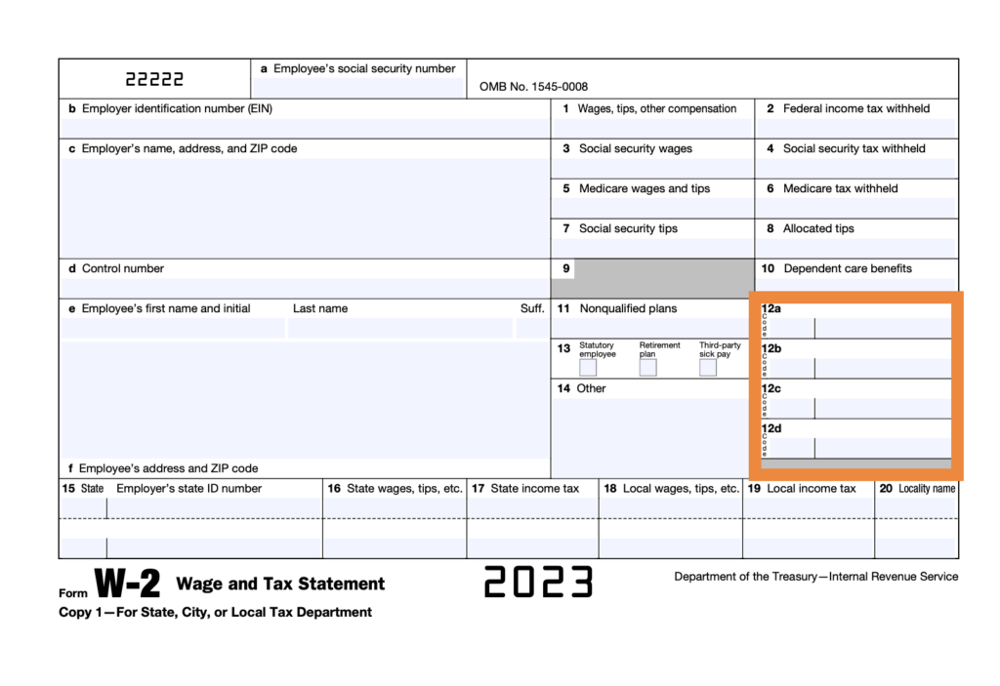 22222
a Employee's social security number
OMB No. 1545-0008
b Employer identification number (EIN)
1 Wages, tips, other compensation
2 Federal income tax withheld
c Employer's name, address, and ZIP code
3 Social security wages
4 Social security tax withheld
5 Medicare wages and tips
6 Medicare tax withheld
7 Social security tips
8 Allocated tips
d Control number
9
10 Dependent care benefits
e Employee's first name and initial
Last name
Suff.
11 Nonqualified plans
12a
Code
13
Statutory
employee
Retirement
plan
Third-party
sick pay
12b
Code
14 Other
12c
Code
12d
Code
f Employee's address and ZIP code
15 State
Employer's state ID number
16 State wages, tips, etc.
17 State income tax
18 Local wages, tips, etc.
19 Local income tax
20 Locality name
Form W-2 Wage and Tax Statement
2023
Department of the Treasury—Internal Revenue Service
Copy 1—For State, City, or Local Tax Department